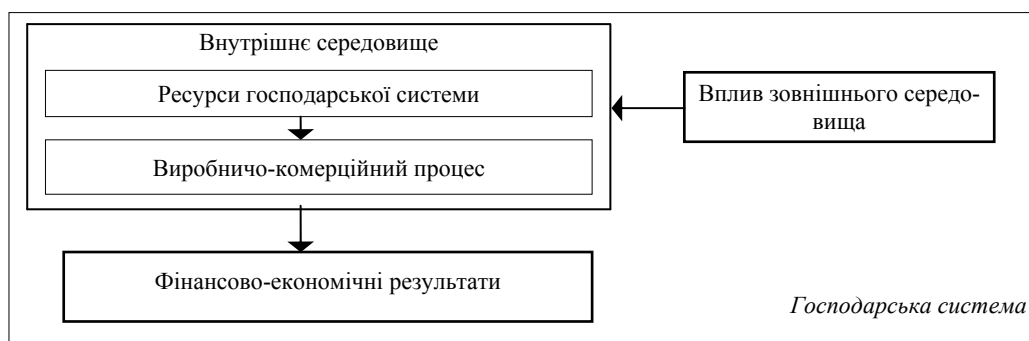 Внутрішнє середовище
Ресурси господарської системи
Вплив зовнішнього середо-
вища
Виробничо-комерційний процес
Фінансово-економічні результати
Господарська система